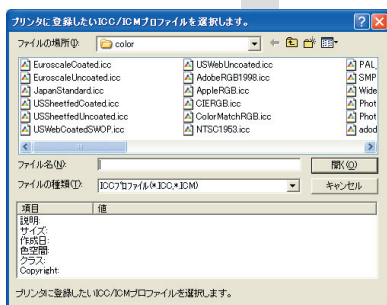 プリンタに登録したいICC/ICMプロファイルを選択します。
ファイルの場所(I):
color
EuroscaleCoated.icc
EuroscaleUncoated.icc
JapanStandard.icc
USSheetfedCoated.icc
USSheetfedUncoated.icc
USWebCoatedSWOP.icc
USWebUncoated.icc
AdobeRGB1998.icc
AppleRGB.icc
CIERGB.icc
ColorMatchRGB.icc
NTSC1953.icc
PAL_
SMP
Wide
Phot
Phot
adod
ファイル名(N):
開く(O)
ファイルの種類(T):
ICCプロファイル(*.ICC,*.ICM)
キャンセル
項目 値
説明:
サイズ:
作成日:
色空間:
クラス:
Copyright:
プリンタに登録したいICC/ICMプロファイルを選択します。